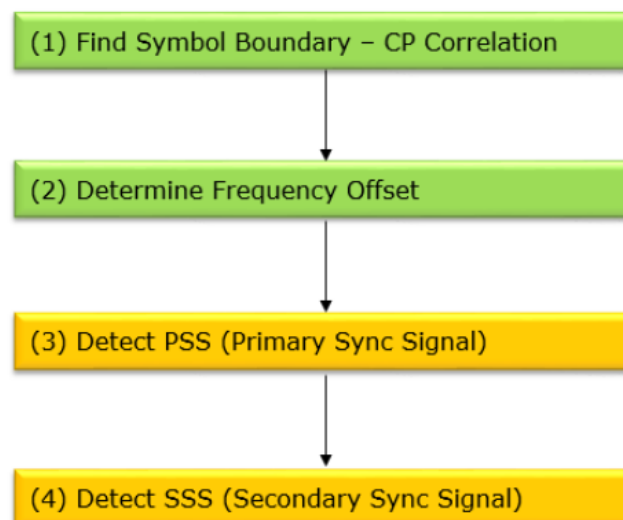 (1) Find Symbol Boundary – CP Correlation
(2) Determine Frequency Offset
(3) Detect PSS (Primary Sync Signal)
(4) Detect SSS (Secondary Sync Signal)